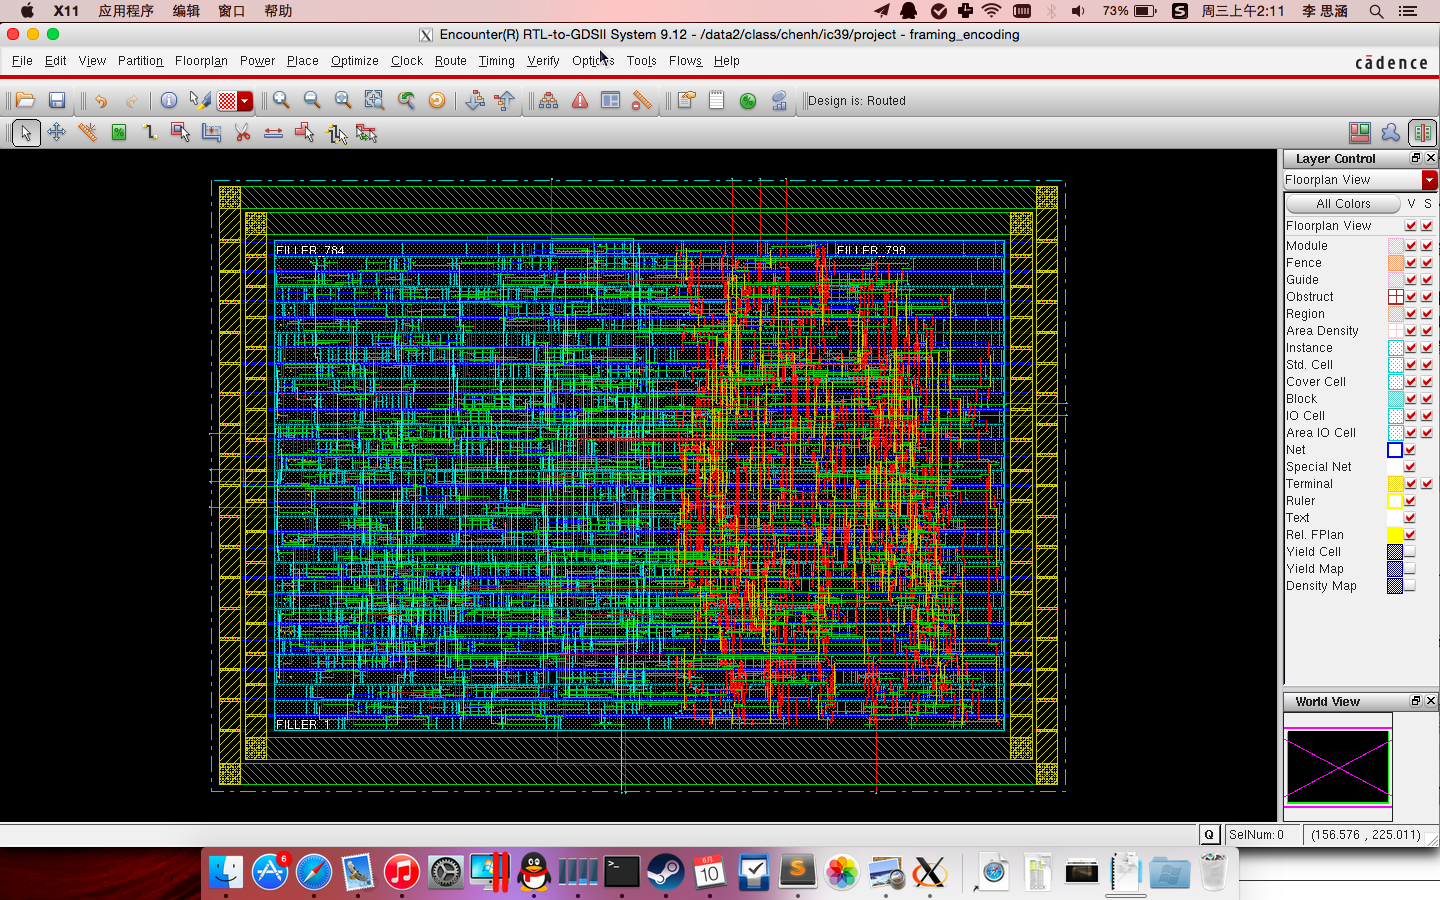 X11 应用程序 编辑 窗口 帮助 73% 周三上午2:11 李 思涵
Encounter(R) RTL-to-GDSII System 9.12 - /data2/class/chenh/ic39/project - framing_encoding
File Edit View Partition Floorplan Power Place Optimize Clock Route Timing Verify Options Tools Flows Help
cādence
Design is: Routed
Layer Control
Floorplan View
All Colors V S
Floorplan View
Module
Fence
Guide
Obstruct
Region
Area Density
Instance
Std. Cell
Cover Cell
Block
IO Cell
Area IO Cell
Net
Special Net
Terminal
Ruler
Text
Rel. FPlan
Yield Cell
Yield Map
Density Map
FILLER_784 FILLER_799
FILLER_1
World View
Q SelNum:0 (156.576 , 225.011)
6
6月
10